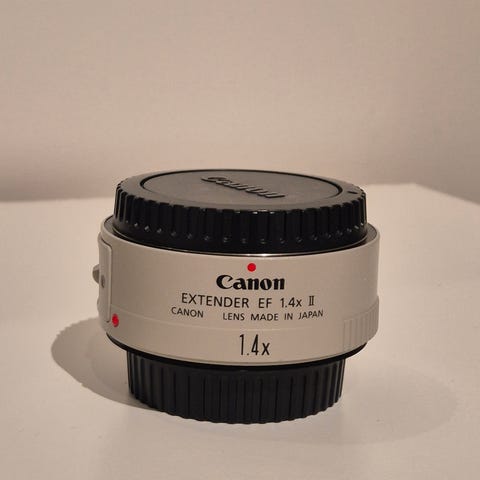 Canon
Canon
EXTENDER EF 1.4x II
CANON LENS MADE IN JAPAN
1.4x